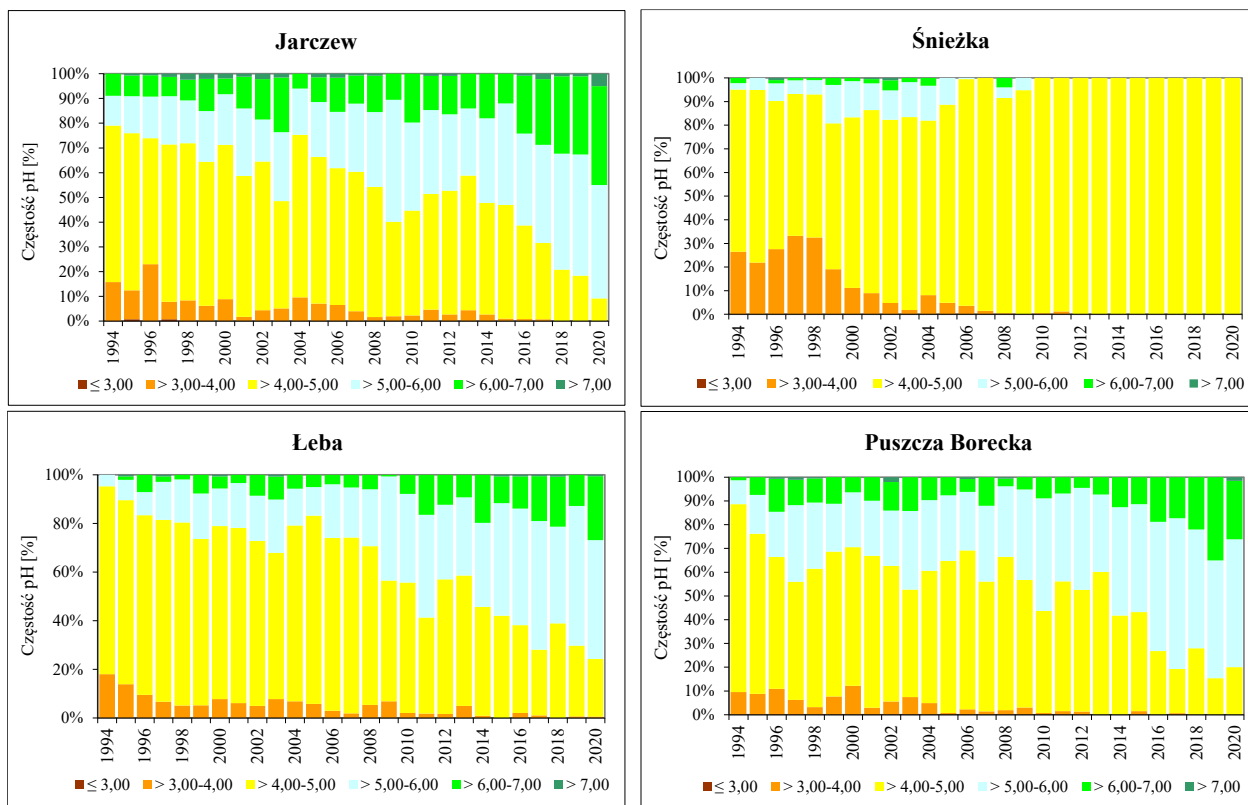 Jarczew
Częstość pH [%]
100%
90%
80%
70%
60%
50%
40%
30%
20%
10%
0%
1994 1996 1998 2000 2002 2004 2006 2008 2010 2012 2014 2016 2018 2020
≤ 3,00 > 3,00-4,00 > 4,00-5,00 > 5,00-6,00 > 6,00-7,00 > 7,00
Śnieżka
Częstość pH [%]
100%
90%
80%
70%
60%
50%
40%
30%
20%
10%
0%
1994 1996 1998 2000 2002 2004 2006 2008 2010 2012 2014 2016 2018 2020
≤ 3,00 > 3,00-4,00 > 4,00-5,00 > 5,00-6,00 > 6,00-7,00 > 7,00
Łeba
Częstość pH [%]
100%
80%
60%
40%
20%
0%
1994 1996 1998 2000 2002 2004 2006 2008 2010 2012 2014 2016 2018 2020
≤ 3,00 > 3,00-4,00 > 4,00-5,00 > 5,00-6,00 > 6,00-7,00 > 7,00
Puszcza Borecka
Częstość pH [%]
100%
90%
80%
70%
60%
50%
40%
30%
20%
10%
0%
1994 1996 1998 2000 2002 2004 2006 2008 2010 2012 2014 2016 2018 2020
≤ 3,00 > 3,00-4,00 > 4,00-5,00 > 5,00-6,00 > 6,00-7,00 > 7,00